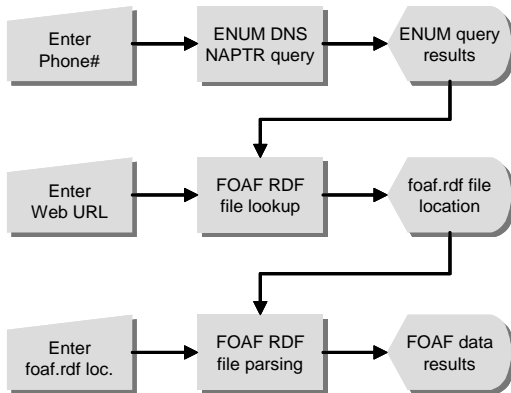 Enter
Phone#
ENUM DNS
NAPTR query
ENUM query
results
Enter
Web URL
FOAF RDF
file lookup
foaf.rdf file
location
Enter
foaf.rdf loc.
FOAF RDF
file parsing
FOAF data
results